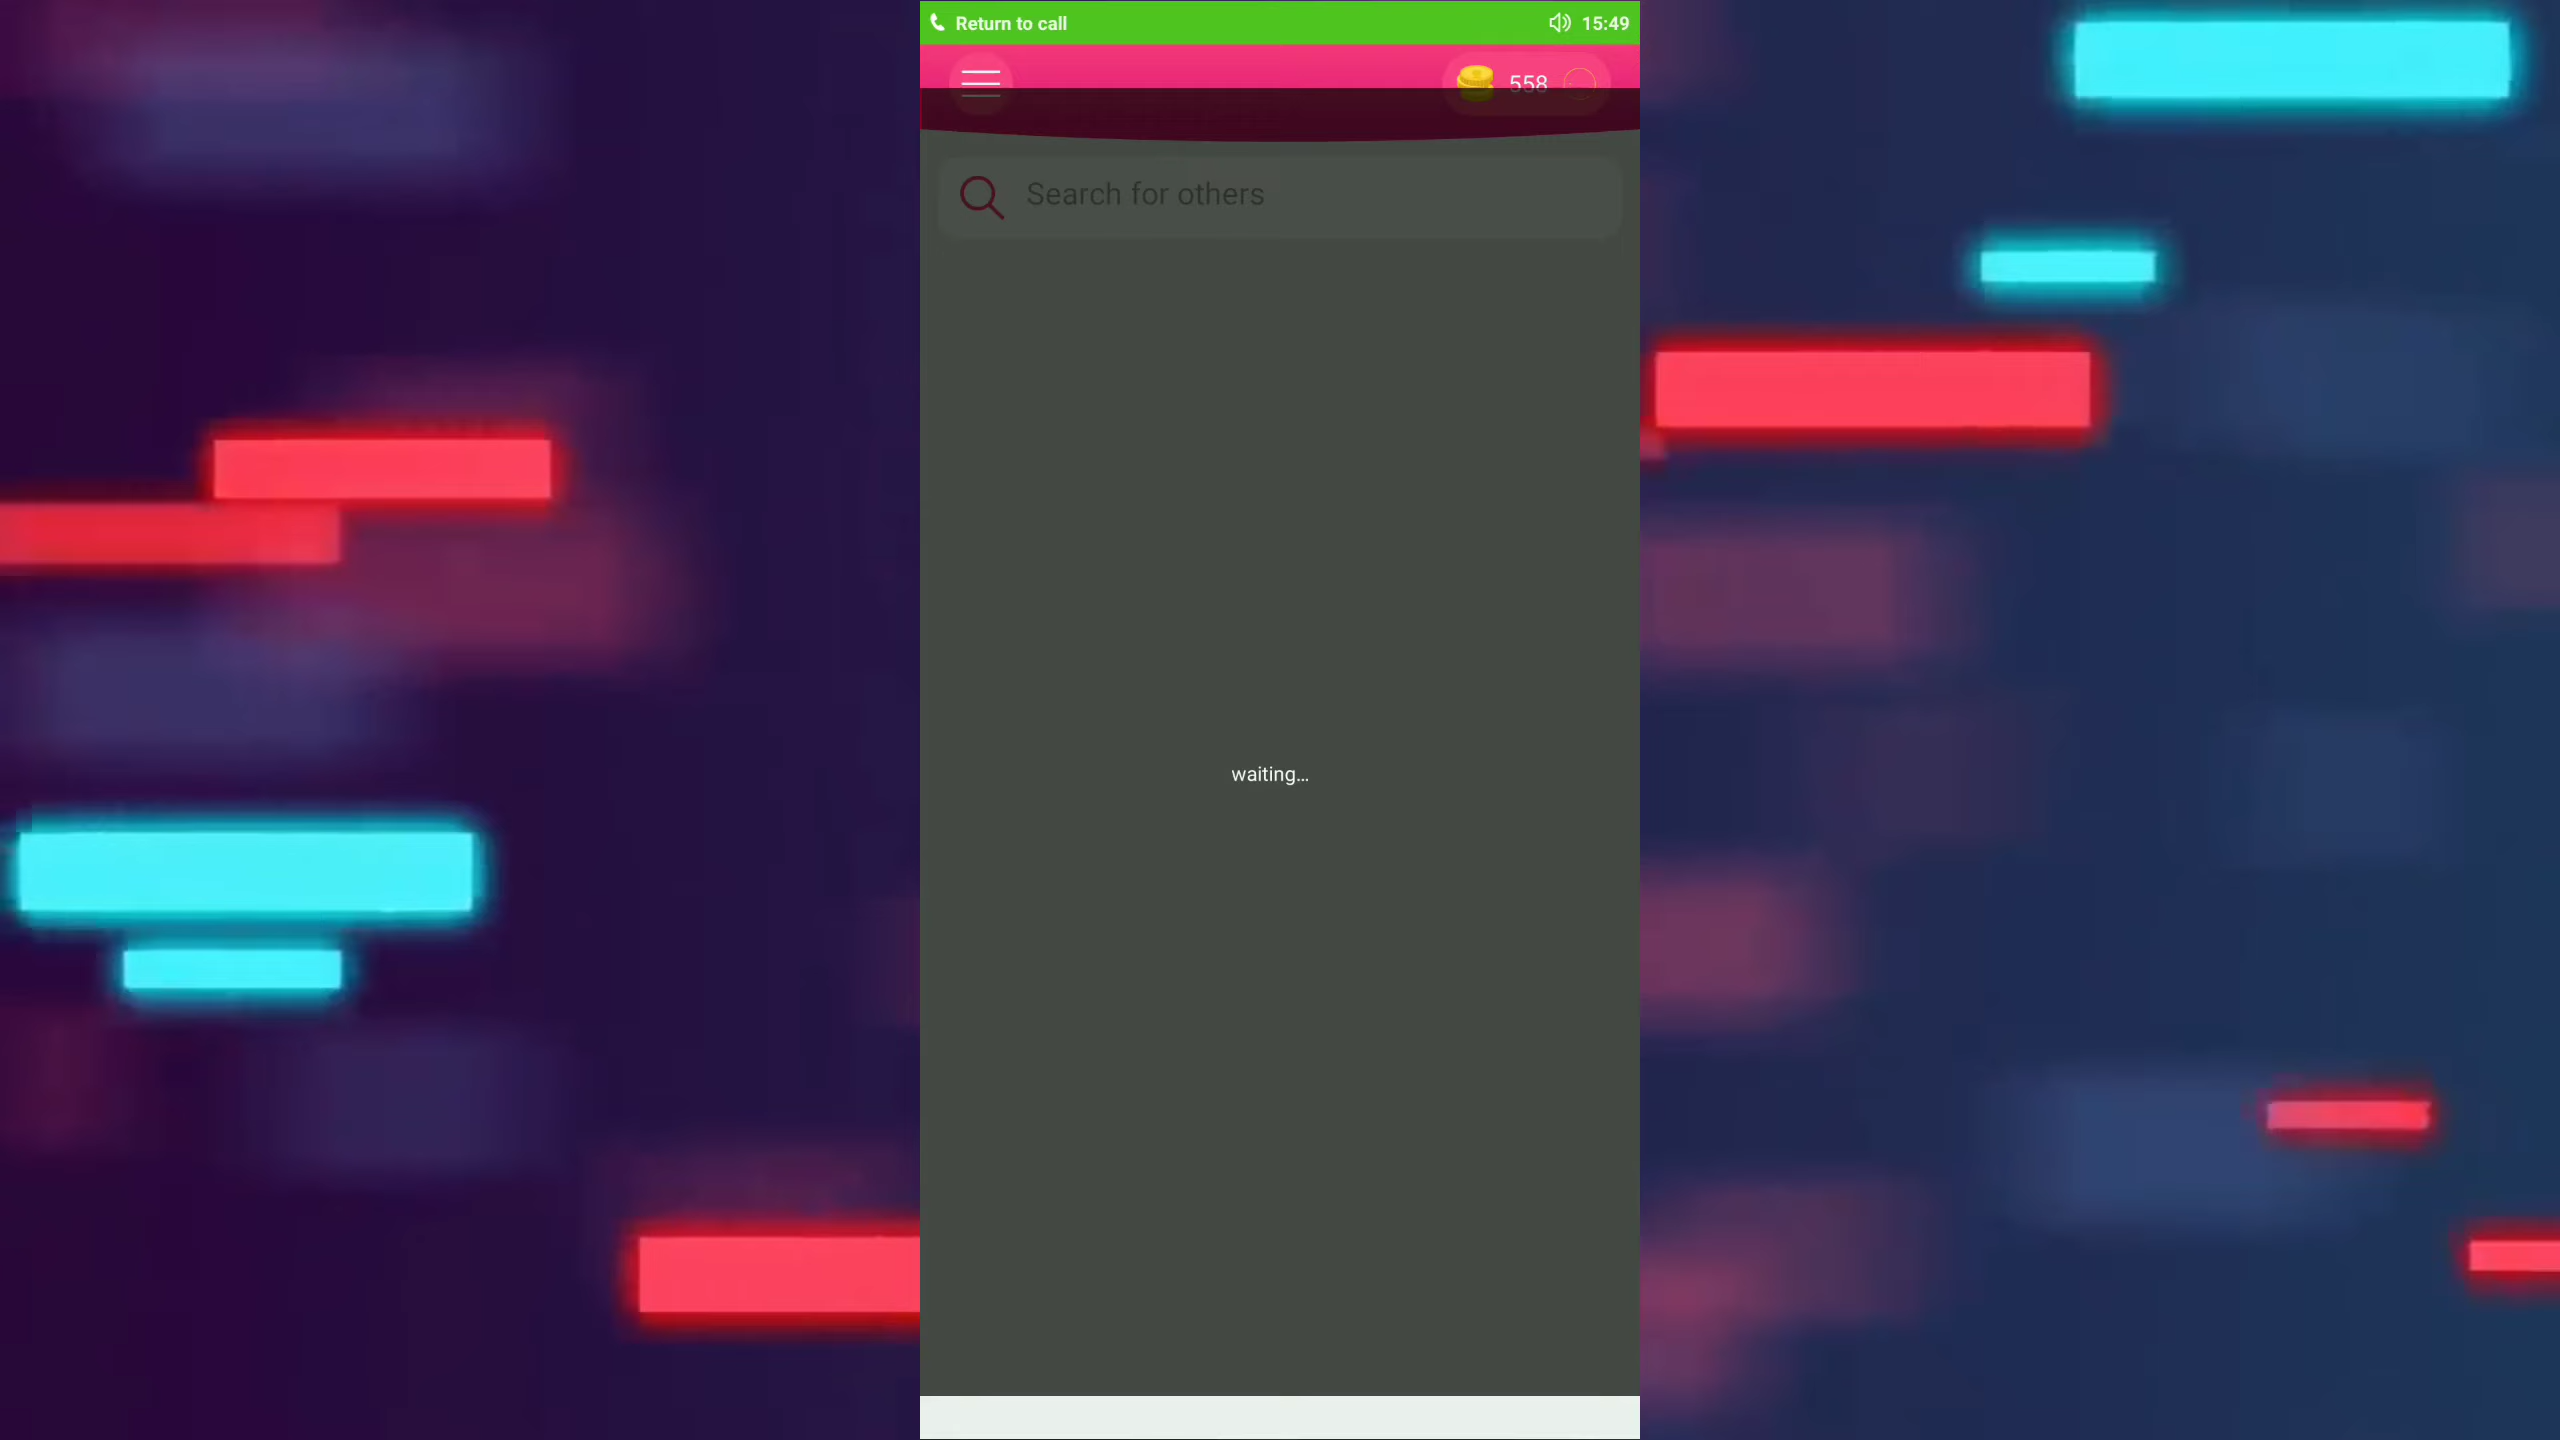 Return to call
15:49
558
Search for others
waiting...